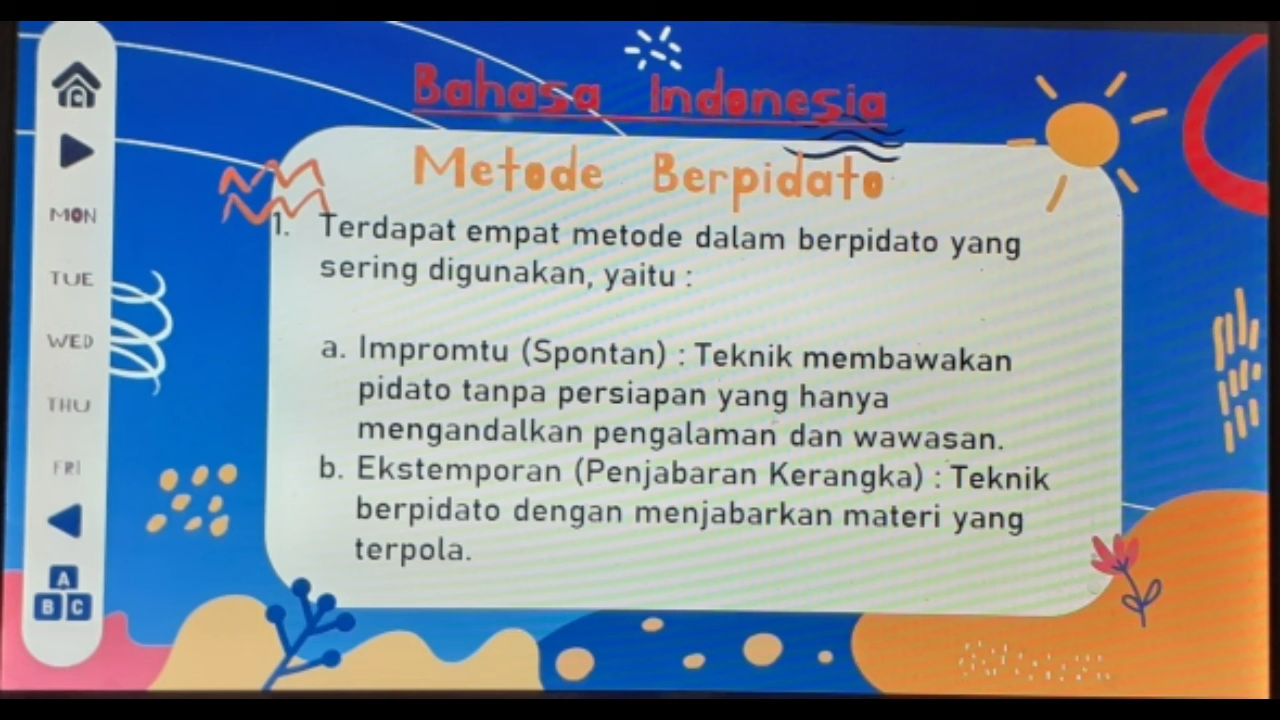 Bahasa Indonesia
Metode Berpidato
1. Terdapat empat metode dalam berpidato yang
sering digunakan, yaitu :
a. Impromtu (Spontan) : Teknik membawakan
pidato tanpa persiapan yang hanya
mengandalkan pengalaman dan wawasan.
b. Ekstemporan (Penjabaran Kerangka) : Teknik
berpidato dengan menjabarkan materi yang
terpola.
C
MON
TUE
WED
THU
FRI
A
B C